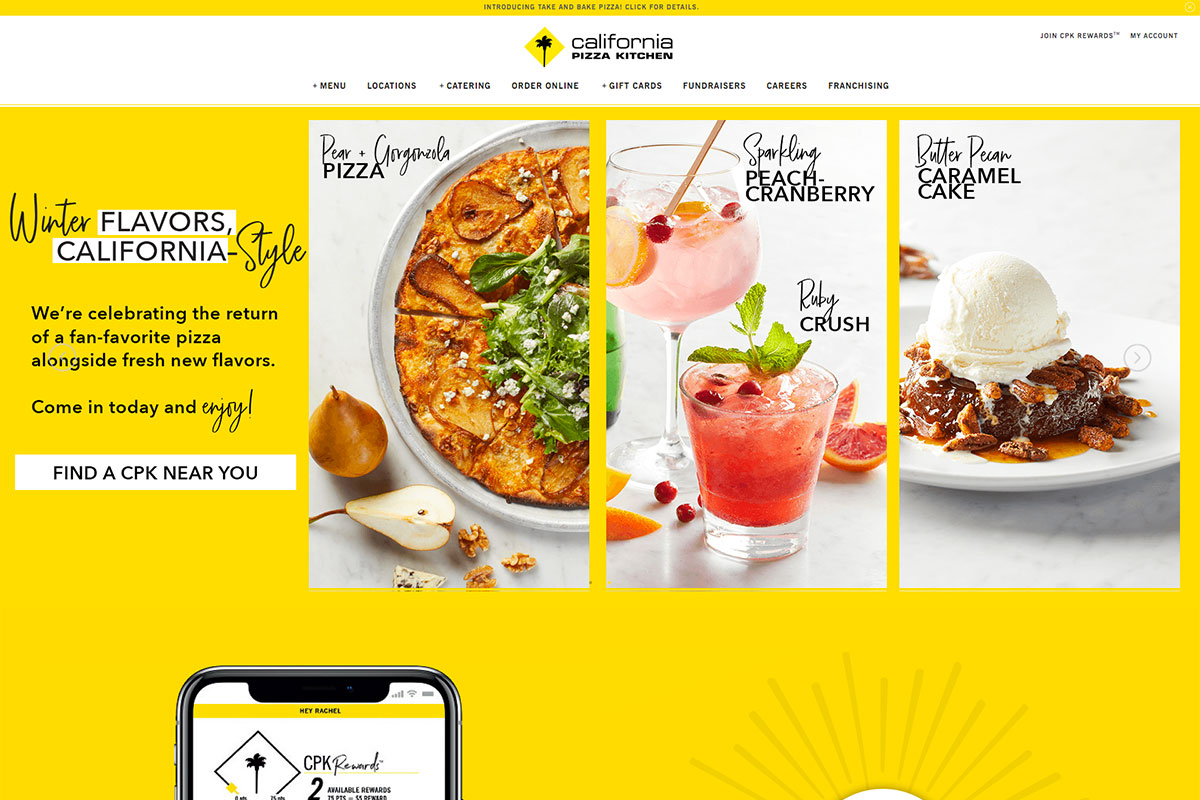 INTRODUCING TAKE AND BAKE PIZZA! CLICK FOR DETAILS.
california
PIZZA KITCHEN
JOIN CPK REWARDS™ MY ACCOUNT
+ MENU LOCATIONS + CATERING ORDER ONLINE + GIFT CARDS FUNDRAISERS CAREERS FRANCHISING
Winter FLAVORS,
CALIFORNIA-Style
We're celebrating the return
of a fan-favorite pizza
alongside fresh new flavors.
Come in today and enjoy!
FIND A CPK NEAR YOU
Pear + Gorgonzola
PIZZA
Sparkling
PEACH-
CRANBERRY
Ruby
CRUSH
Butter Pecan
CARAMEL
CAKE
HEY RACHEL
CPK Rewards™
2 AVAILABLE REWARDS
75 PTS = $5 REWARD
0 pts 75 pts